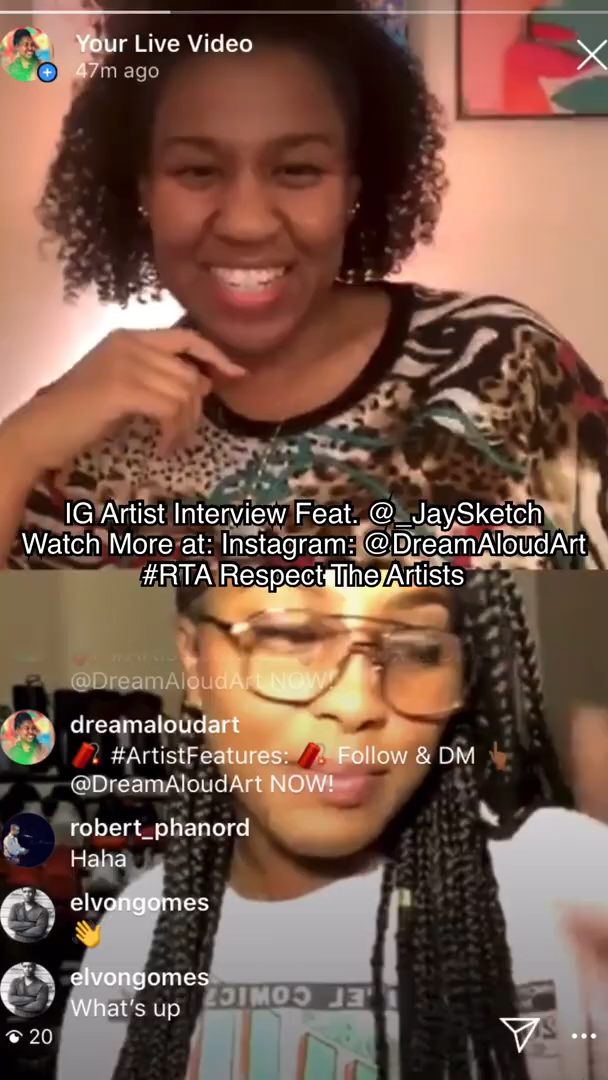 Your Live Video
47m ago
IG Artist Interview Feat. @_JaySketch
Watch More at: Instagram: @DreamAloudArt
#RTA Respect The Artists
@DreamAloudArt NOW!
dreamaloudart
🧨 #ArtistFeatures: 🧨 Follow & DM 👆🏾
@DreamAloudArt NOW!
robert_phanord
Haha
elvongomes
👋
elvongomes
What's up
20